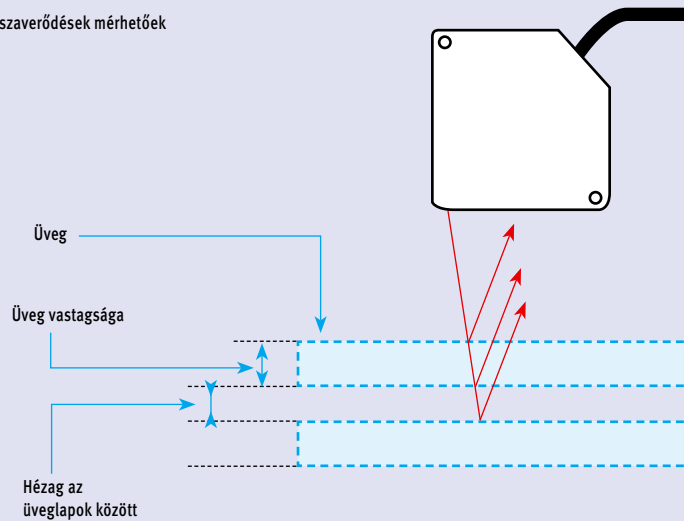 szaverődések mérhetőek
Üveg
Üveg vastagsága
Hézag az
üveglapok között